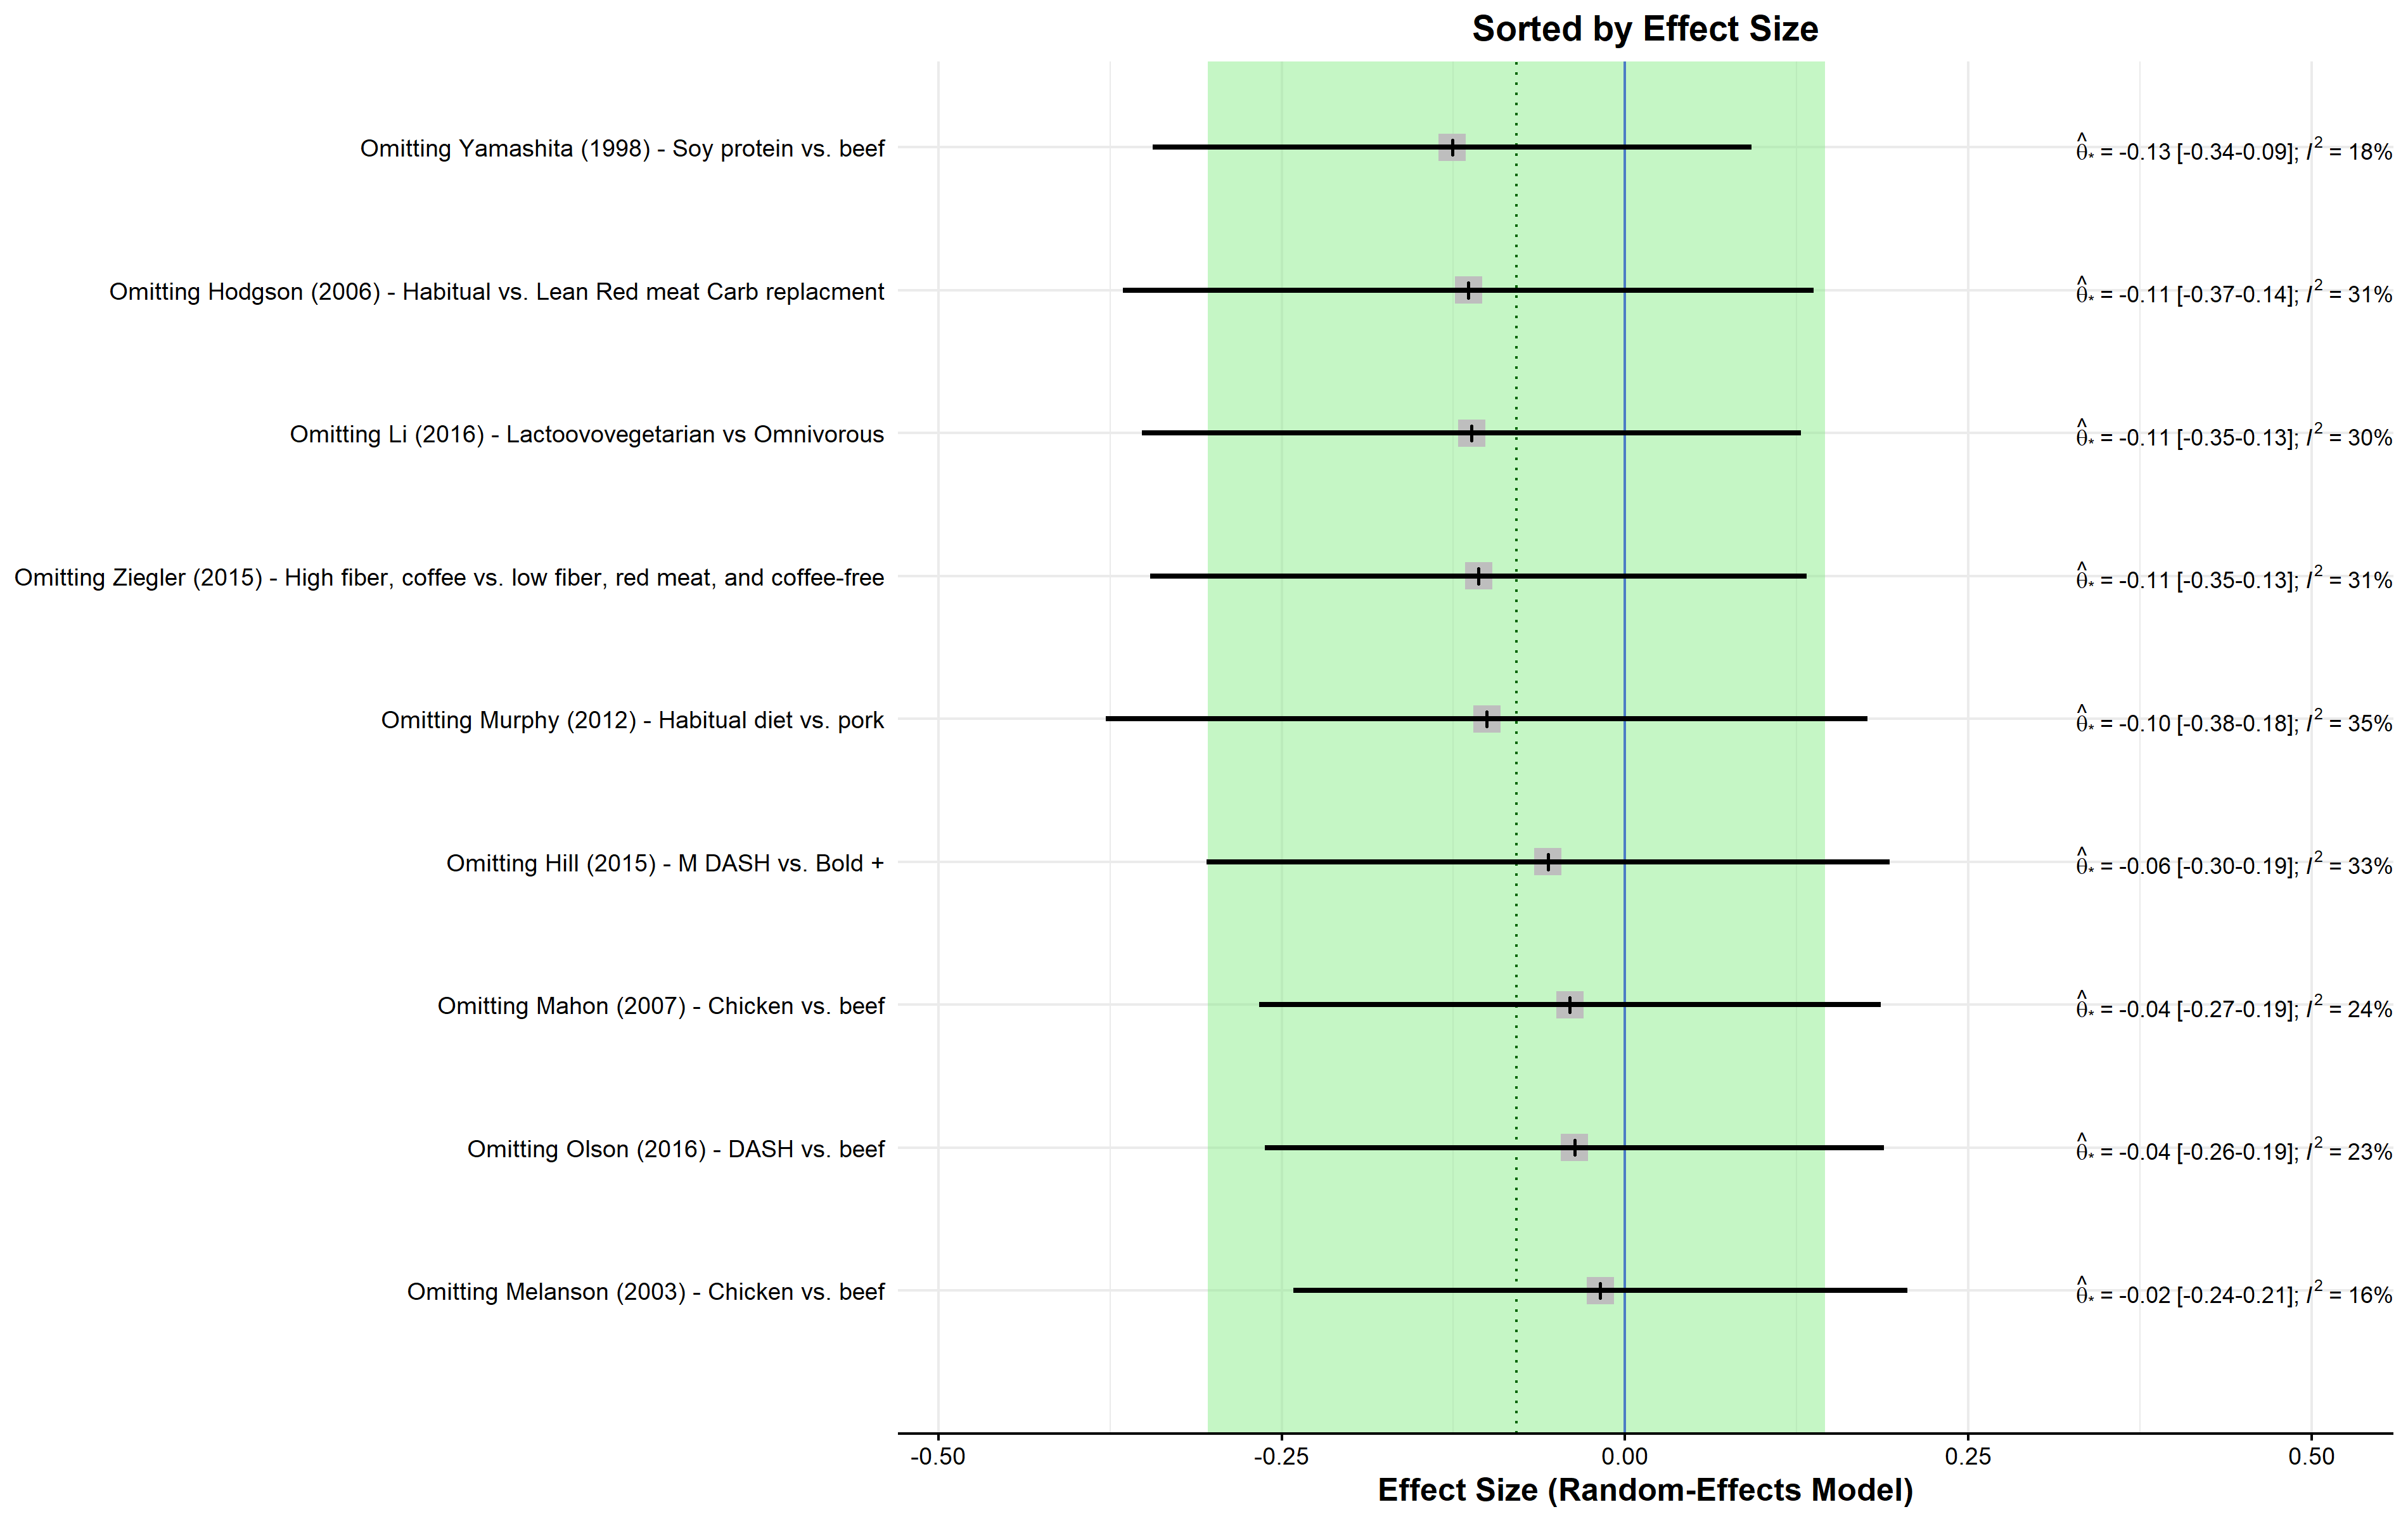 Sorted by Effect Size
Omitting Yamashita (1998) - Soy protein vs. beef θ̂* = -0.13 [-0.34-0.09]; I² = 18%
Omitting Hodgson (2006) - Habitual vs. Lean Red meat Carb replacment θ̂* = -0.11 [-0.37-0.14]; I² = 31%
Omitting Li (2016) - Lactoovovegetarian vs Omnivorous θ̂* = -0.11 [-0.35-0.13]; I² = 30%
Omitting Ziegler (2015) - High fiber, coffee vs. low fiber, red meat, and coffee-free θ̂* = -0.11 [-0.35-0.13]; I² = 31%
Omitting Murphy (2012) - Habitual diet vs. pork θ̂* = -0.10 [-0.38-0.18]; I² = 35%
Omitting Hill (2015) - M DASH vs. Bold + θ̂* = -0.06 [-0.30-0.19]; I² = 33%
Omitting Mahon (2007) - Chicken vs. beef θ̂* = -0.04 [-0.27-0.19]; I² = 24%
Omitting Olson (2016) - DASH vs. beef θ̂* = -0.04 [-0.26-0.19]; I² = 23%
Omitting Melanson (2003) - Chicken vs. beef θ̂* = -0.02 [-0.24-0.21]; I² = 16%
-0.50 -0.25 0.00 0.25 0.50
Effect Size (Random-Effects Model)